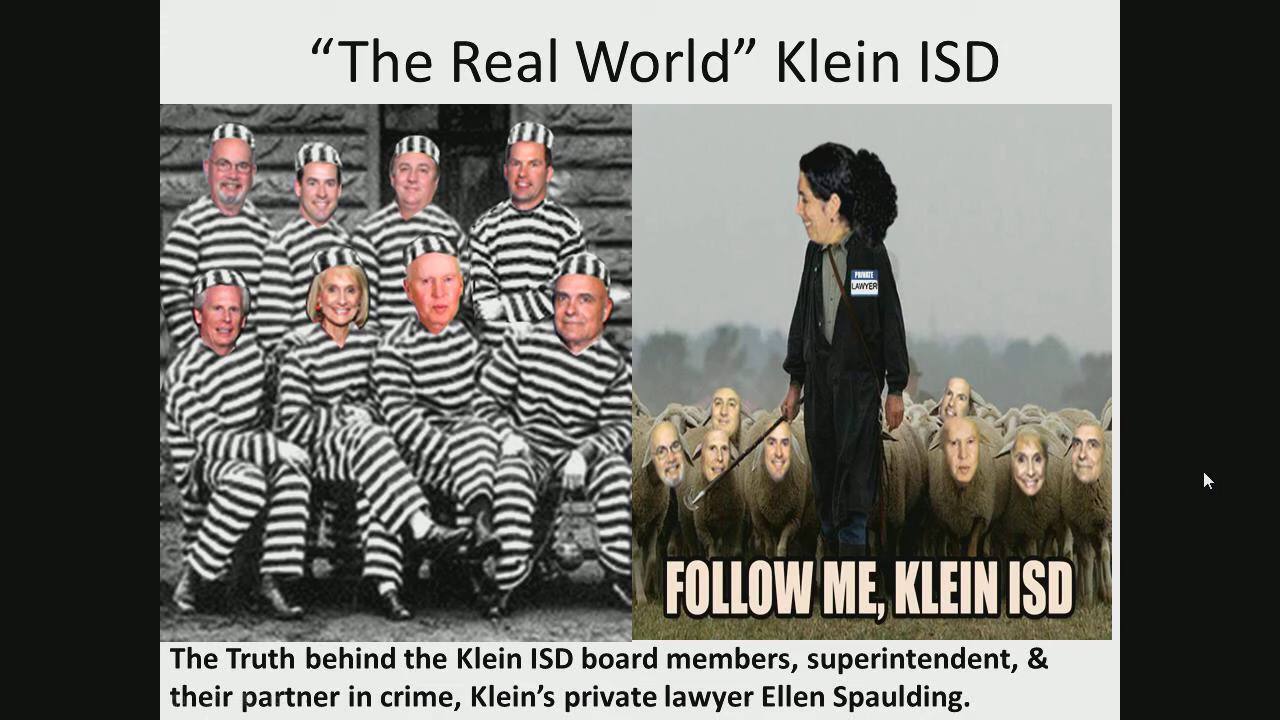 “The Real World” Klein ISD
PRIVATE
LAWYER
FOLLOW ME, KLEIN ISD
The Truth behind the Klein ISD board members, superintendent, &
their partner in crime, Klein’s private lawyer Ellen Spaulding.